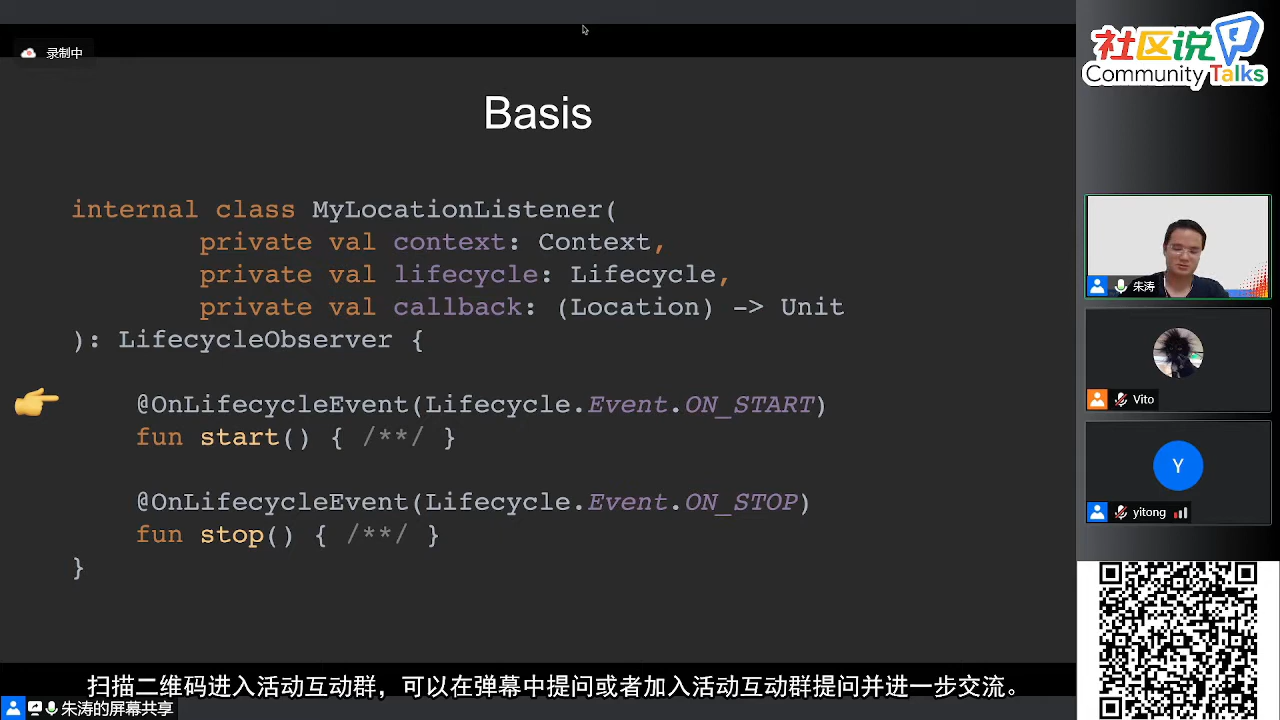 录制中
Basis
internal class MyLocationListener(
private val context: Context,
private val lifecycle: Lifecycle,
private val callback: (Location) -> Unit
): LifecycleObserver {
@OnLifecycleEvent(Lifecycle.Event.ON_START)
fun start() { /**/ }
@OnLifecycleEvent(Lifecycle.Event.ON_STOP)
fun stop() { /**/ }
}
扫描二维码进入活动互动群，可以在弹幕中提问或者加入活动互动群提问并进一步交流。
朱涛的屏幕共享
社区说
Community Talks
朱涛
Vito
Y
yitong